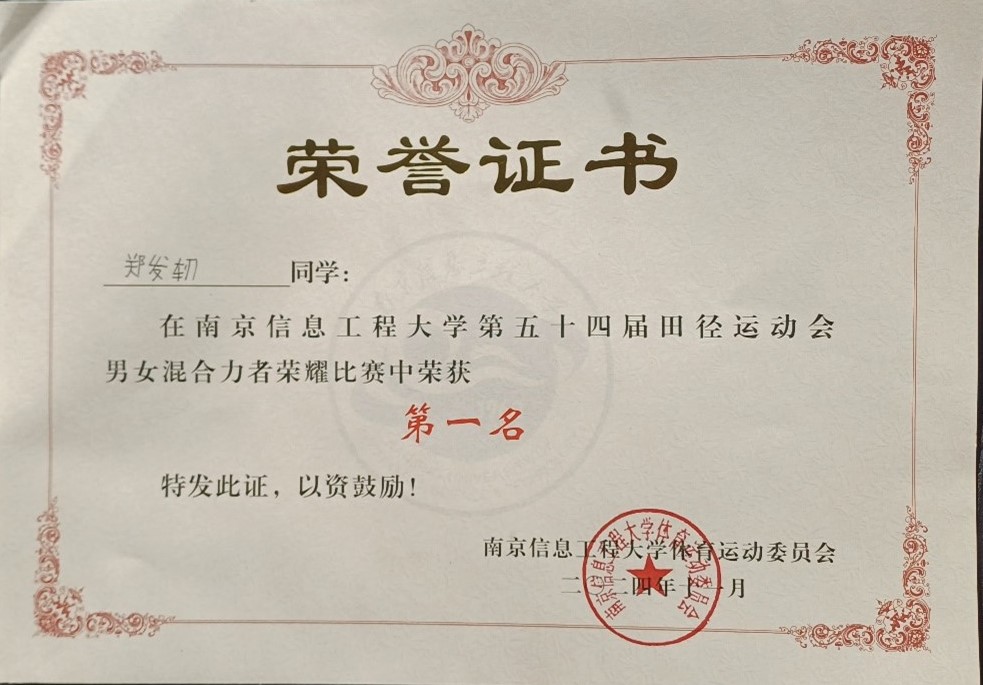 荣誉证书
郑发轫 同学：
在南京信息工程大学第五十四届田径运动会
男女混合力者荣耀比赛中荣获
第一名
特发此证，以资鼓励！
南京信息工程大学体育运动委员会
二〇二四年十一月
南京信息工程大学体育运动委员会